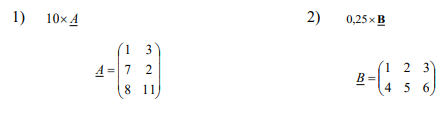 1) 10× A
2) 0,25 × B
A = (1 3
7 2
8 11)
B = (1 2 3
4 5 6)